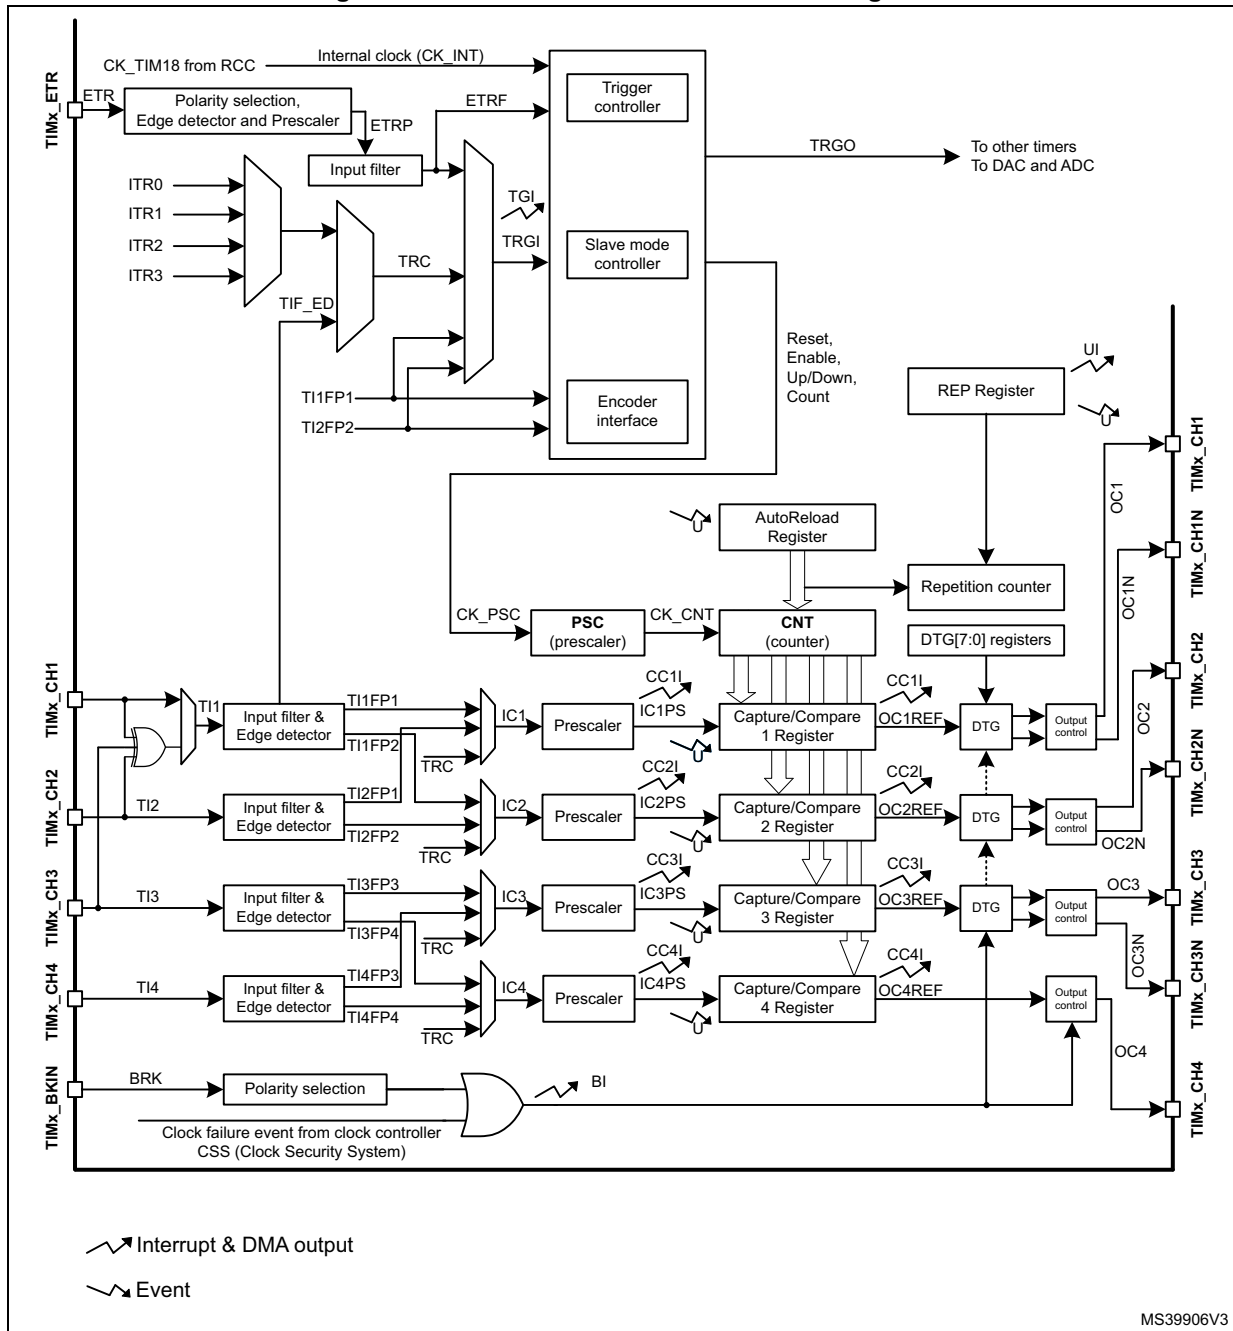 Internal clock (CK_INT)
CK_TIM18 from RCC
TIMx_ETR
ETR
Polarity selection,
Edge detector and Prescaler
ETRP
ETRF
Input filter
Trigger
controller
TRGO
To other timers
To DAC and ADC
ITR0
ITR1
ITR2
ITR3
TGI
TRGI
TRC
TIF_ED
Slave mode
controller
Reset,
Enable,
Up/Down,
Count
TI1FP1
TI2FP2
Encoder
interface
REP Register
UI
U
AutoReload
Register
U
Repetition counter
CK_PSC
PSC
(prescaler)
CK_CNT
CNT
(counter)
DTG[7:0] registers
TIMx_CH1
OC1
TIMx_CH1N
OC1N
TIMx_CH2
OC2
TIMx_CH2N
TIMx_CH1
TI1
Input filter &
Edge detector
TI1FP1
TI1FP2
TRC
IC1
Prescaler
CC1I
IC1PS
U
Capture/Compare
1 Register
CC1I
OC1REF
DTG
Output
control
TIMx_CH2
TI2
Input filter &
Edge detector
TI2FP1
TI2FP2
TRC
IC2
Prescaler
CC2I
IC2PS
U
Capture/Compare
2 Register
CC2I
OC2REF
DTG
Output
control
OC2N
TIMx_CH3
TI3
Input filter &
Edge detector
TI3FP3
TI3FP4
TRC
IC3
Prescaler
CC3I
IC3PS
U
Capture/Compare
3 Register
CC3I
OC3REF
DTG
Output
control
OC3
TIMx_CH3
OC3N
TIMx_CH3N
TIMx_CH4
TI4
Input filter &
Edge detector
TI4FP3
TI4FP4
TRC
IC4
Prescaler
CC4I
IC4PS
U
Capture/Compare
4 Register
CC4I
OC4REF
Output
control
OC4
TIMx_CH4
TIMx_BKIN
BRK
Polarity selection
BI
Clock failure event from clock controller
CSS (Clock Security System)
Interrupt & DMA output
Event
MS39906V3